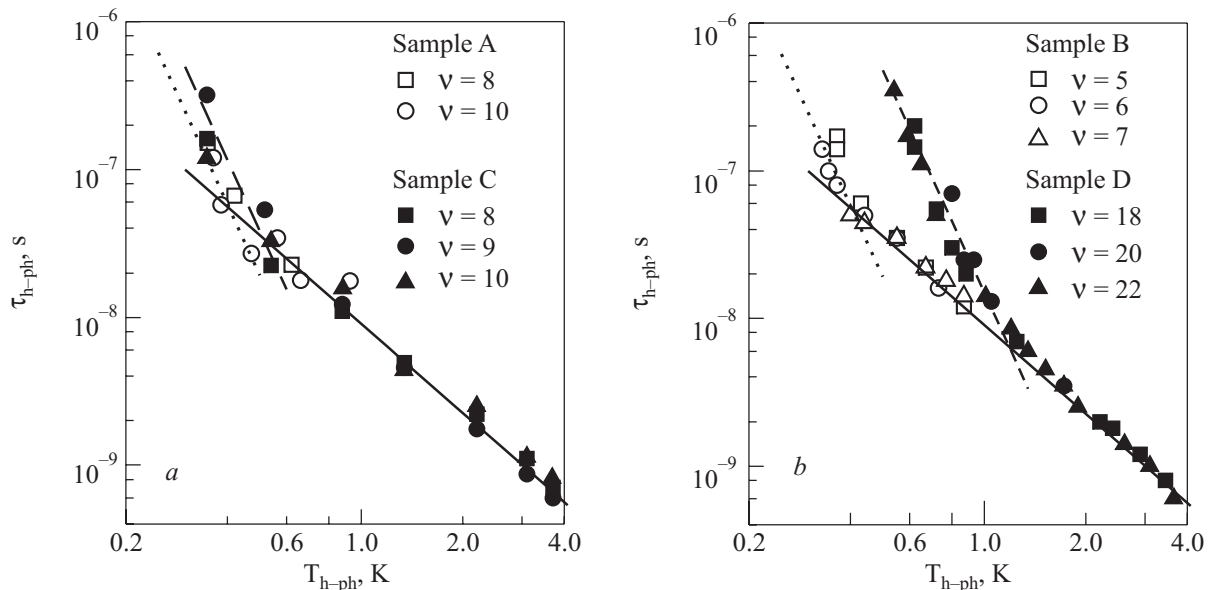 10⁻⁶
10⁻⁷
10⁻⁸
10⁻⁹
τh–ph, s
Sample A
ν = 8
ν = 10
Sample C
ν = 8
ν = 9
ν = 10
a
0.2
0.6
1.0
2.0
4.0
Th–ph, K
10⁻⁶
10⁻⁷
10⁻⁸
10⁻⁹
τh–ph, s
Sample B
ν = 5
ν = 6
ν = 7
Sample D
ν = 18
ν = 20
ν = 22
b
0.2
0.6
1.0
2.0
4.0
Th–ph, K